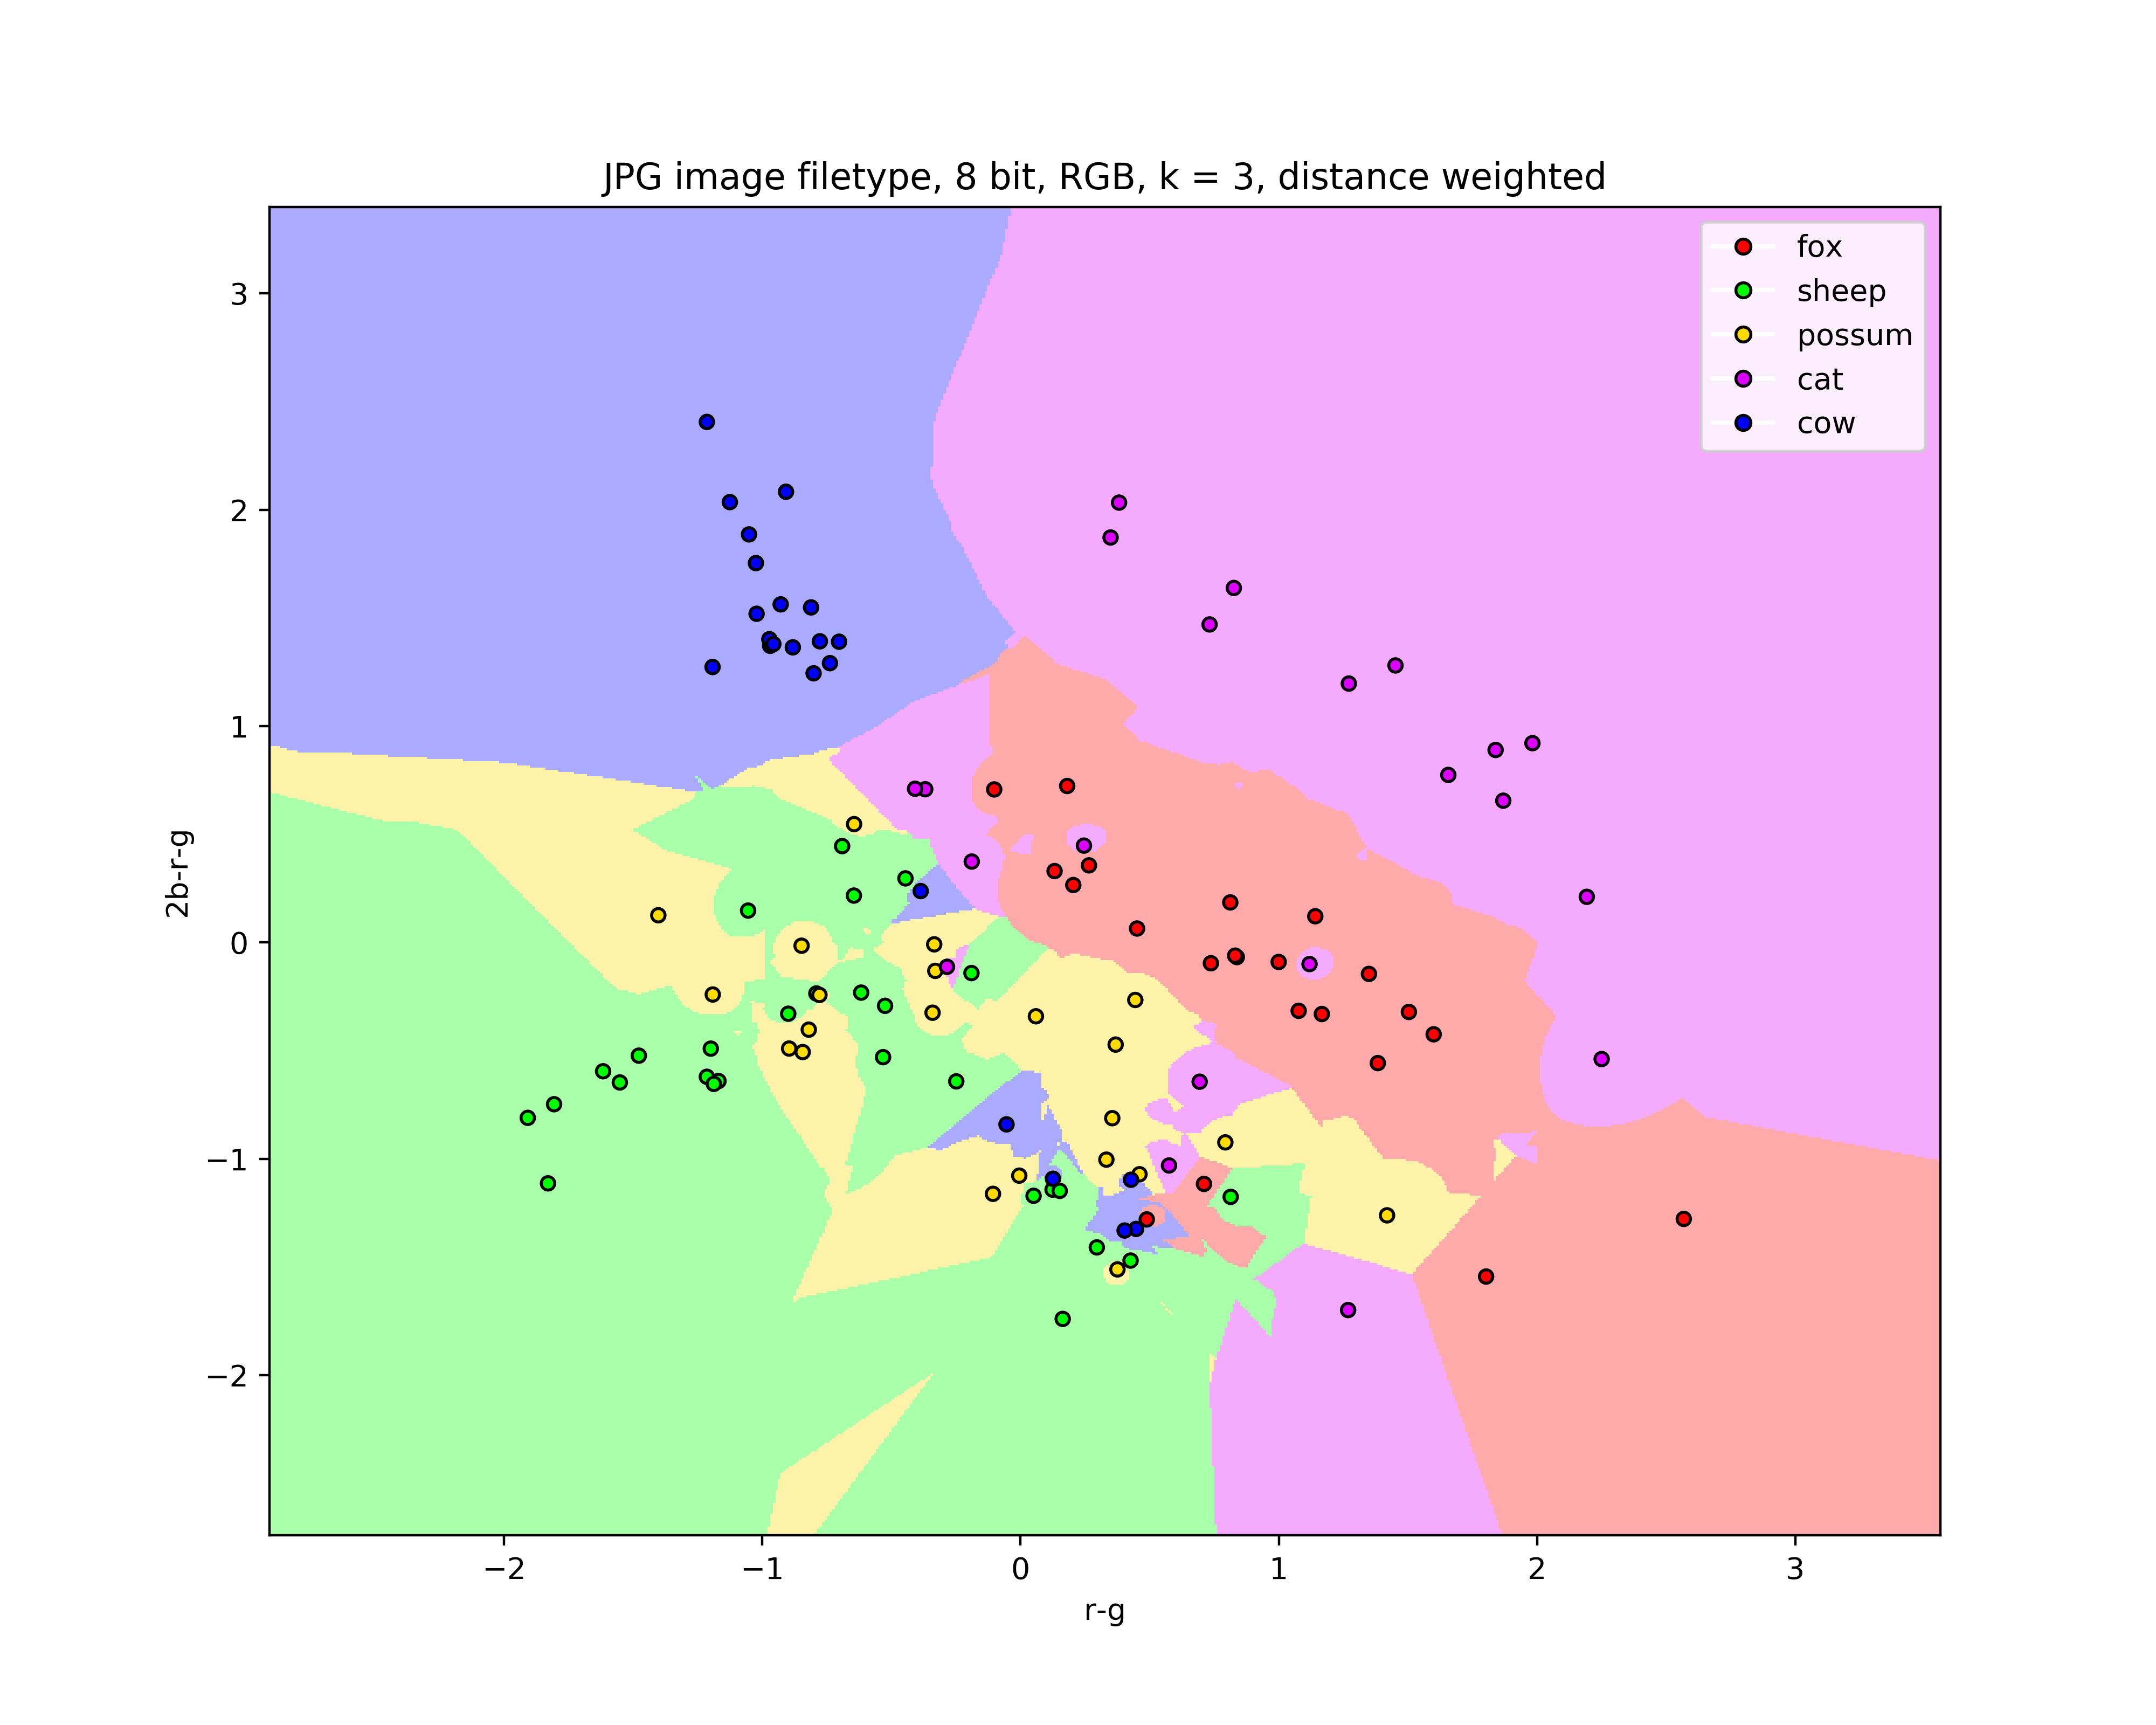 JPG image filetype, 8 bit, RGB, k = 3, distance weighted
fox
sheep
possum
cat
cow
3
2
1
0
−1
−2
2b-r-g
−2
−1
0
1
2
3
r-g